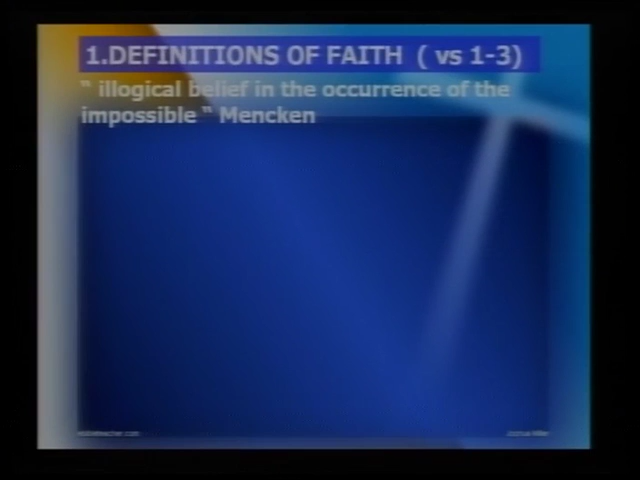 1.DEFINITIONS OF FAITH ( vs 1-3)
“ illogical belief in the occurrence of the
impossible “ Mencken